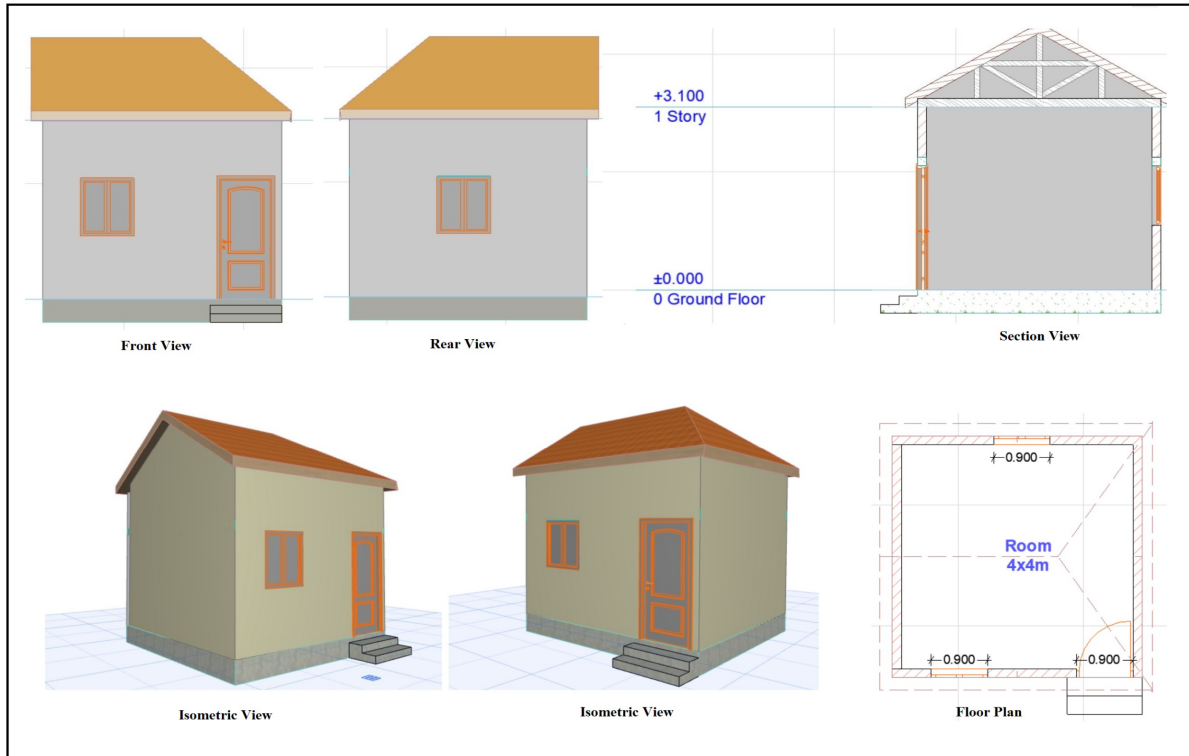 +3.100
1 Story
±0.000
0 Ground Floor
Front View
Rear View
Section View
0.900
Room
4x4m
0.900
0.900
Isometric View
Isometric View
Floor Plan